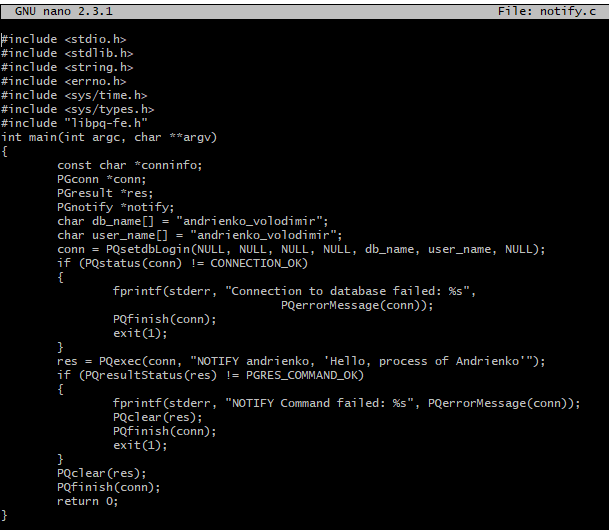 GNU nano 2.3.1 File: notify.c
#include <stdio.h>
#include <stdlib.h>
#include <string.h>
#include <errno.h>
#include <sys/time.h>
#include <sys/types.h>
#include "libpq-fe.h"
int main(int argc, char **argv)
{
        const char *conninfo;
        PGconn *conn;
        PGresult *res;
        PGnotify *notify;
        char db_name[] = "andrienko_volodimir";
        char user_name[] = "andrienko_volodimir";
        conn = PQsetdbLogin(NULL, NULL, NULL, NULL, db_name, user_name, NULL);
        if (PQstatus(conn) != CONNECTION_OK)
        {
                fprintf(stderr, "Connection to database failed: %s",
                                        PQerrorMessage(conn));
                PQfinish(conn);
                exit(1);
        }
        res = PQexec(conn, "NOTIFY andrienko, 'Hello, process of Andrienko'");
        if (PQresultStatus(res) != PGRES_COMMAND_OK)
        {
                fprintf(stderr, "NOTIFY Command failed: %s", PQerrorMessage(conn));
                PQclear(res);
                PQfinish(conn);
                exit(1);
        }
        PQclear(res);
        PQfinish(conn);
        return 0;
}